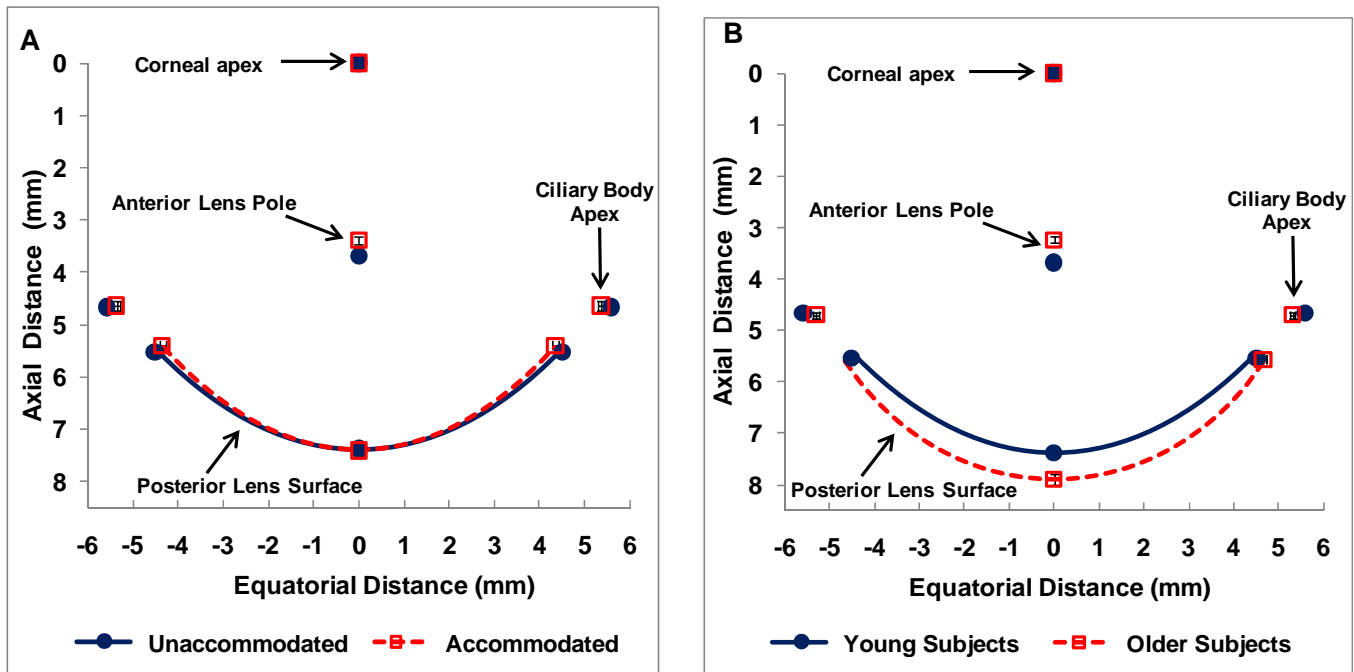 A
Corneal apex
Anterior Lens Pole
Ciliary Body
Apex
Posterior Lens Surface
Axial Distance (mm)
0
1
2
3
4
5
6
7
8
-6 -5 -4 -3 -2 -1 0 1 2 3 4 5 6
Equatorial Distance (mm)
Unaccommodated Accommodated
B
Corneal apex
Anterior Lens Pole
Ciliary Body
Apex
Posterior Lens Surface
Axial Distance (mm)
0
1
2
3
4
5
6
7
8
-6 -5 -4 -3 -2 -1 0 1 2 3 4 5 6
Equatorial Distance (mm)
Young Subjects Older Subjects